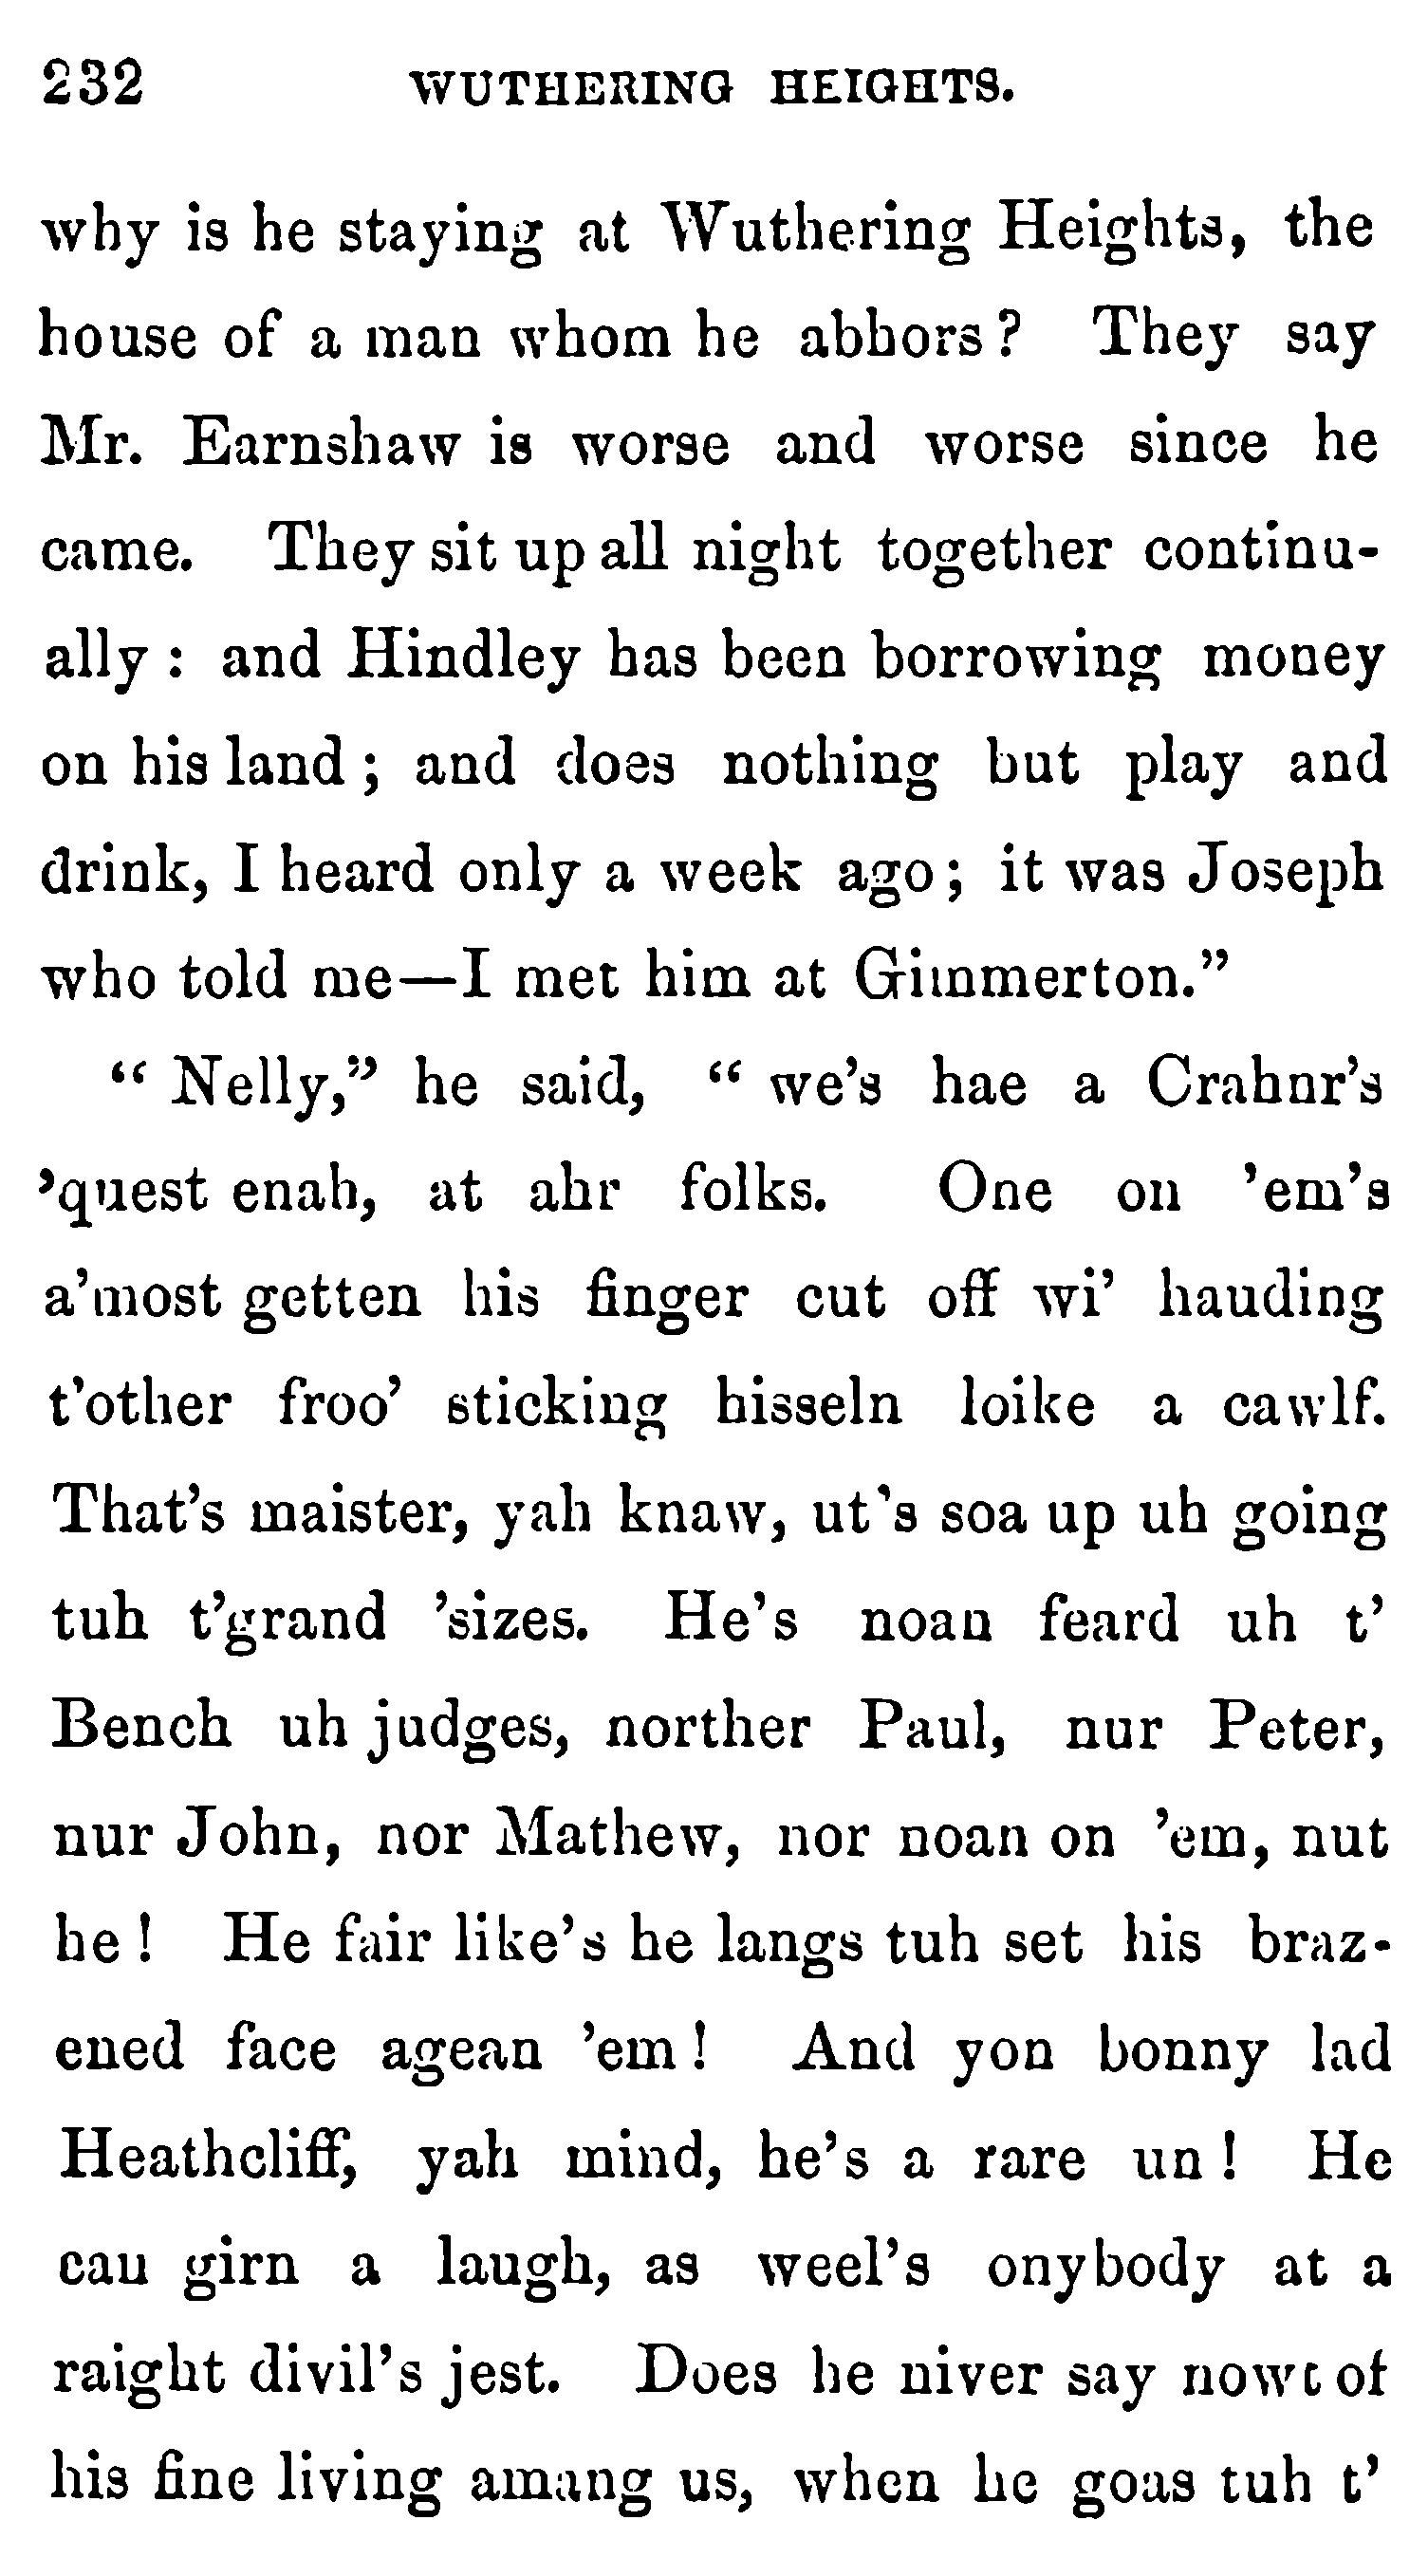 232 WUTHERING HEIGHTS.
why is he staying at Wuthering Heights, the
house of a man whom he abhors? They say
Mr. Earnshaw is worse and worse since he
came. They sit up all night together continu-
ally: and Hindley has been borrowing money
on his land; and does nothing but play and
drink, I heard only a week ago; it was Joseph
who told me—I met him at Gimmerton.”
“Nelly,” he said, “we’s hae a Crahnr’s
’quest enah, at ahr folks. One on ’em’s
a’most getten his finger cut off wi’ hauding
t’other froo’ sticking hisseln loike a cawlf.
That’s maister, yah knaw, ut’s soa up uh going
tuh t’grand ’sizes. He’s noan feard uh t’
Bench uh judges, norther Paul, nur Peter,
nur John, nor Mathew, nor noan on ’em, nut
he! He fair like’s he langs tuh set his braz-
ened face agean ’em! And yon bonny lad
Heathcliff, yah mind, he’s a rare un! He
can girn a laugh, as weel’s onybody at a
raight divil’s jest. Does he niver say nowt of
his fine living amang us, when he goas tuh t’